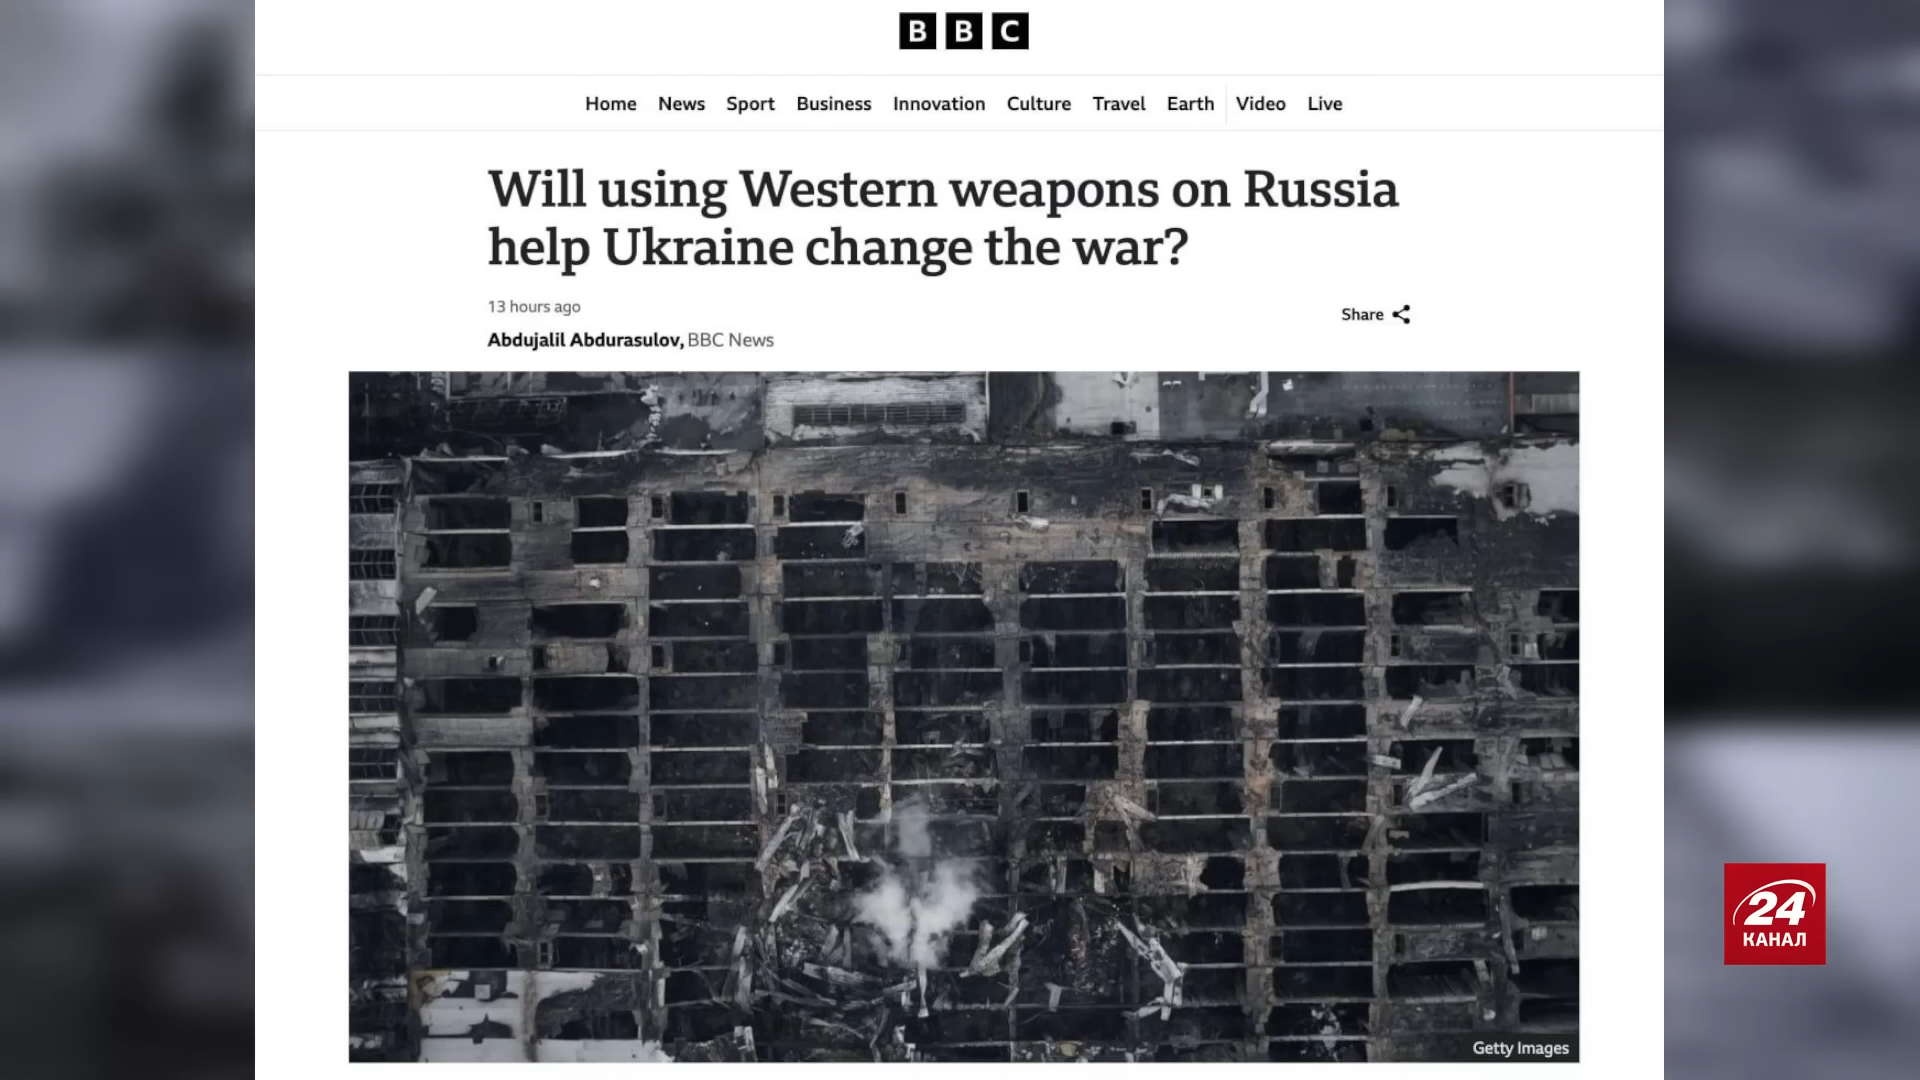 BBC
Home News Sport Business Innovation Culture Travel Earth Video Live
Will using Western weapons on Russia
help Ukraine change the war?
13 hours ago
Share
Abdujalil Abdurasulov, BBC News
24
КАНАЛ
Getty Images